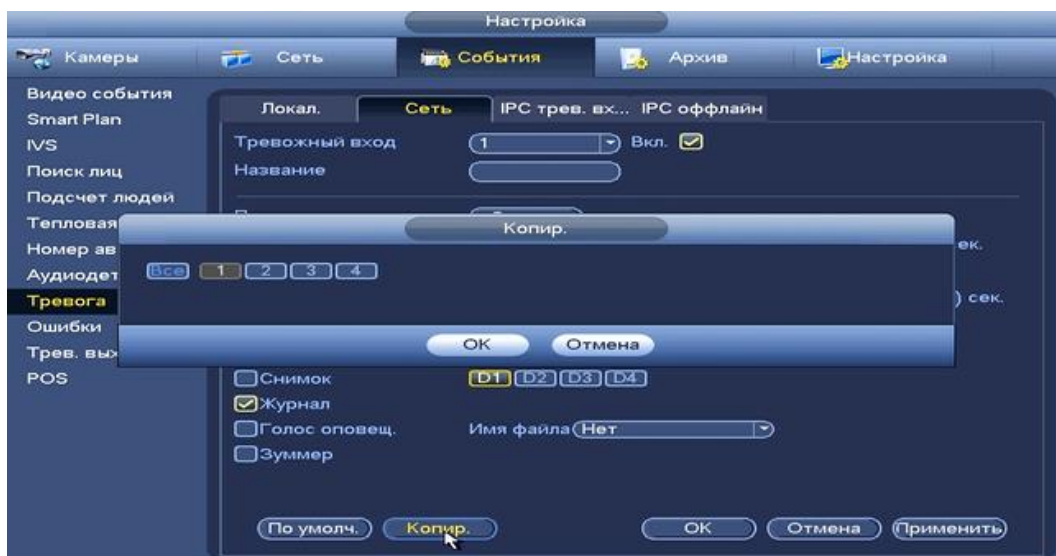 Настройка
Камеры Сеть События Архив Настройка
Видео события
Smart Plan
IVS
Поиск лиц
Подсчет людей
Тепловая
Номер ав
Аудиодет
Тревога
Ошибки
Трев. вых
POS
Локал. Сеть IPC трев. вх... IPC оффлайн
Тревожный вход 1 Вкл.
Название
Копир.
ек.
Все 1 2 3 4
) сек.
OK Отмена
Снимок D1 D2 D3 D4
Журнал
Голос оповещ. Имя файла Нет
Зуммер
По умолч. Копир. OK Отмена Применить